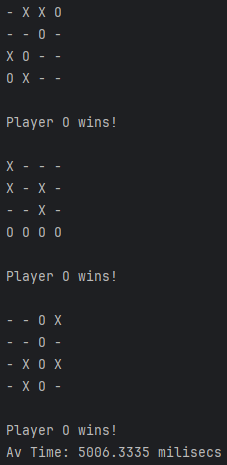 - X X O
- - O -
X O - -
O X - -
Player O wins!
X - - -
X - X -
- - X -
O O O O
Player O wins!
- - O X
- - O -
- X O X
- X O -
Player O wins!
Av Time: 5006.3335 milisecs